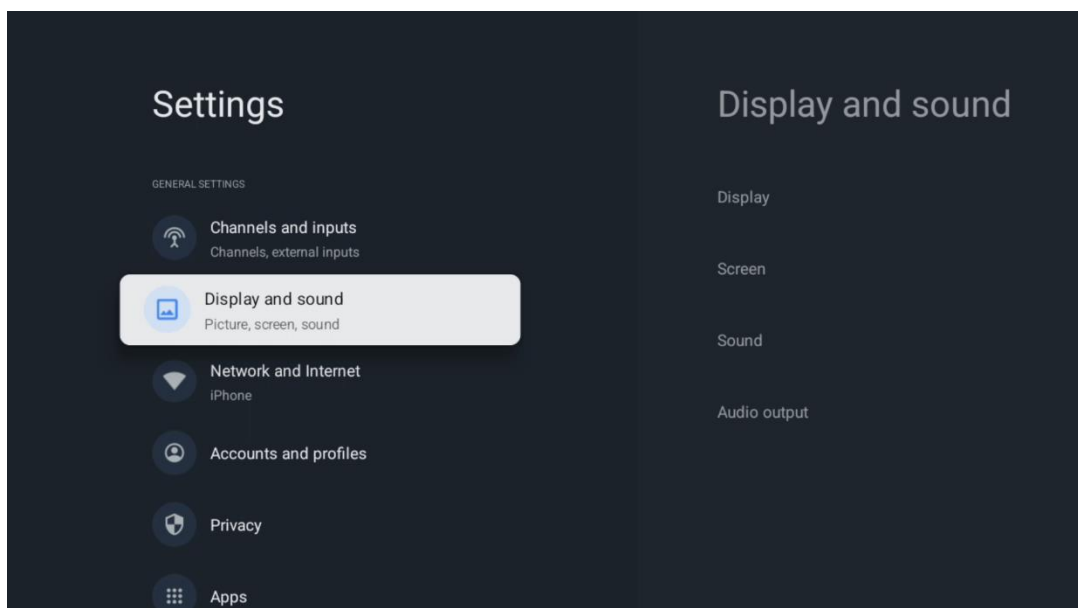 Settings
GENERAL SETTINGS
Channels and inputs
Channels, external inputs
Display and sound
Picture, screen, sound
Network and Internet
iPhone
Accounts and profiles
Privacy
Apps
Display and sound
Display
Screen
Sound
Audio output